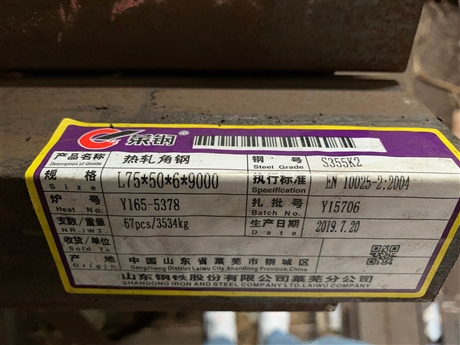 莱钢
产品名称 热轧角钢 钢号 S355K2
Description of Goods Steel Grade
规格 L75*50*6*9000 执行标准 EN 10025-2:2004
Size Specification
炉号 Y165-5378 扎批号 Y15706
Heat No. Batch No.
支数/重量 67pcs/3534kg 生产日期 2019.7.20
NR./WZ. Date
收货/单位
Sold To
产地 中国山东省莱芜市钢城区
Origin Gangcheng District Laiwu City, Shandong Province, China
山东钢铁股份有限公司莱芜分公司
SHANDONG IRON AND STEEL COMPANY LTD. LAIWU COMPANY